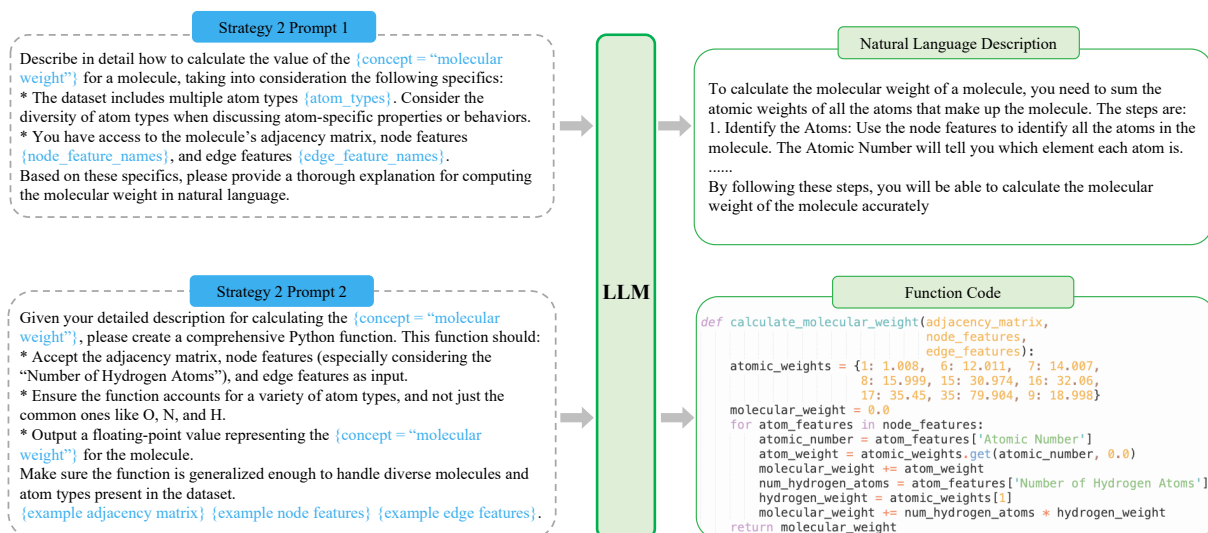 Strategy 2 Prompt 1
Describe in detail how to calculate the value of the {concept = “molecular
weight”} for a molecule, taking into consideration the following specifics:
* The dataset includes multiple atom types {atom_types}. Consider the
diversity of atom types when discussing atom-specific properties or behaviors.
* You have access to the molecule’s adjacency matrix, node features
{node_feature_names}, and edge features {edge_feature_names}.
Based on these specifics, please provide a thorough explanation for computing
the molecular weight in natural language.
Strategy 2 Prompt 2
Given your detailed description for calculating the {concept = “molecular
weight”}, please create a comprehensive Python function. This function should:
* Accept the adjacency matrix, node features (especially considering the
“Number of Hydrogen Atoms”), and edge features as input.
* Ensure the function accounts for a variety of atom types, and not just the
common ones like O, N, and H.
* Output a floating-point value representing the {concept = “molecular
weight”} for the molecule.
Make sure the function is generalized enough to handle diverse molecules and
atom types present in the dataset.
{example adjacency matrix} {example node features} {example edge features}.
LLM
Natural Language Description
To calculate the molecular weight of a molecule, you need to sum the
atomic weights of all the atoms that make up the molecule. The steps are:
1. Identify the Atoms: Use the node features to identify all the atoms in the
molecule. The Atomic Number will tell you which element each atom is.
......
By following these steps, you will be able to calculate the molecular
weight of the molecule accurately
Function Code
def calculate_molecular_weight(adjacency_matrix,
node_features,
edge_features):
atomic_weights = {1: 1.008, 6: 12.011, 7: 14.007,
8: 15.999, 15: 30.974, 16: 32.06,
17: 35.45, 35: 79.904, 9: 18.998}
molecular_weight = 0.0
for atom_features in node_features:
atomic_number = atom_features['Atomic Number']
atom_weight = atomic_weights.get(atomic_number, 0.0)
molecular_weight += atom_weight
num_hydrogen_atoms = atom_features['Number of Hydrogen Atoms']
hydrogen_weight = atomic_weights[1]
molecular_weight += num_hydrogen_atoms * hydrogen_weight
return molecular_weight